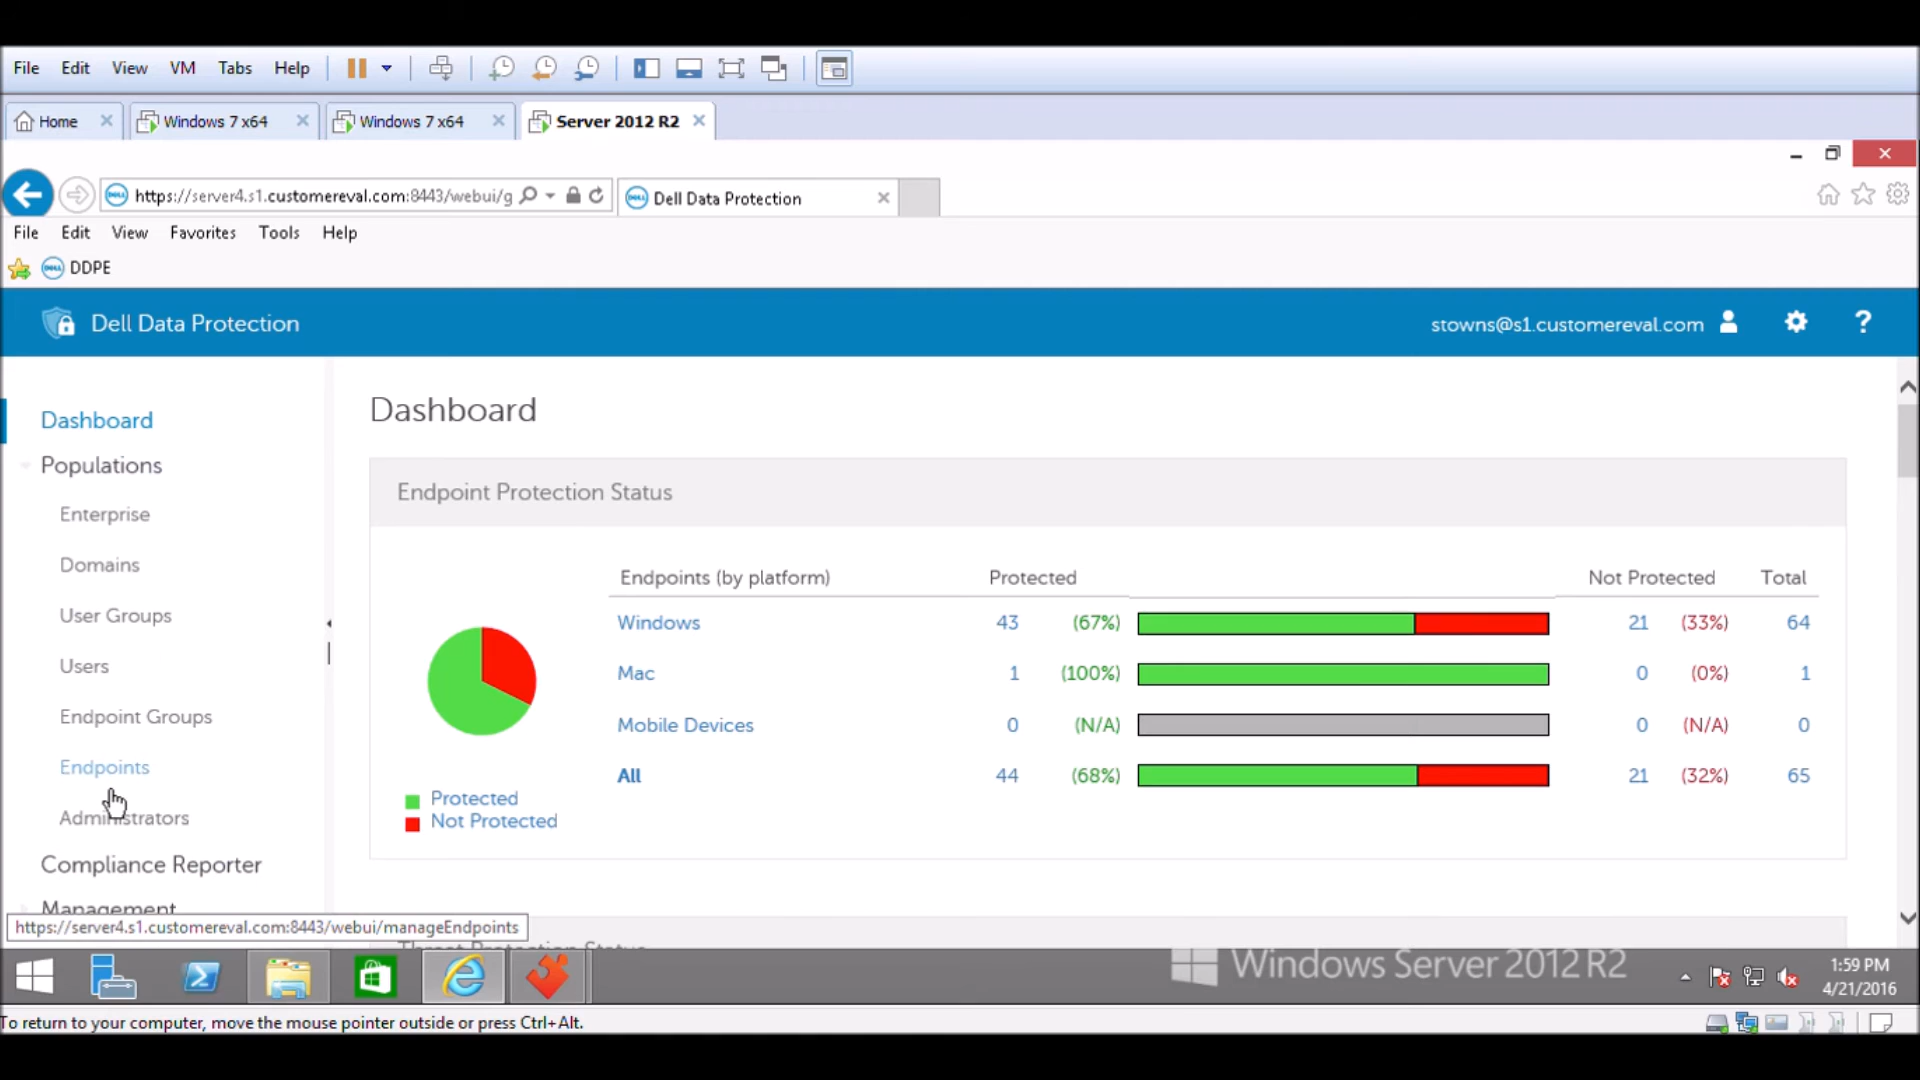 File Edit View VM Tabs Help
Home Windows 7 x64 Windows 7 x64 Server 2012 R2
https://server4.s1.customereval.com:8443/webui/g Dell Data Protection
File Edit View Favorites Tools Help
DDPE
Dell Data Protection stowns@s1.customereval.com ?
Dashboard
Populations
Enterprise
Domains
User Groups
Users
Endpoint Groups
Endpoints
Administrators
Compliance Reporter
Management
https://server4.s1.customereval.com:8443/webui/manageEndpoints
Dashboard
Endpoint Protection Status
Endpoints (by platform) Protected Not Protected Total
Windows 43 (67%) 21 (33%) 64
Mac 1 (100%) 0 (0%) 1
Mobile Devices 0 (N/A) 0 (N/A) 0
All 44 (68%) 21 (32%) 65
Protected
Not Protected
Threat Protection Status
Windows Server 2012 R2
1:59 PM
4/21/2016
To return to your computer, move the mouse pointer outside or press Ctrl+Alt.